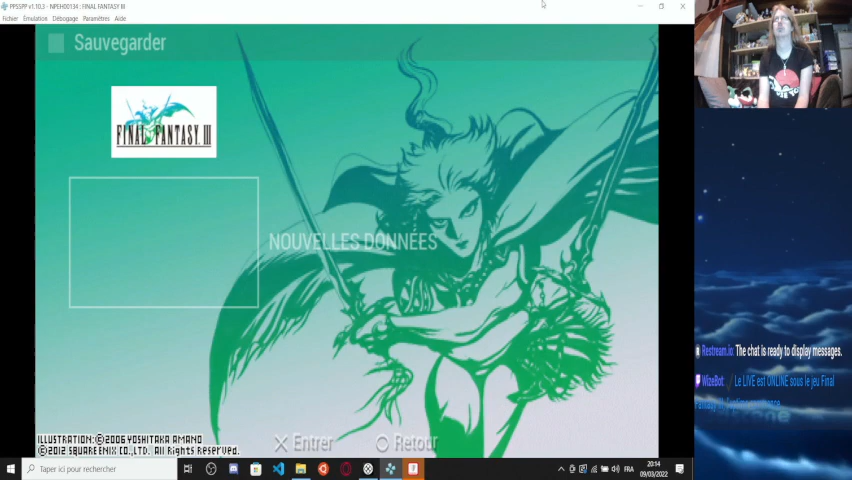 PPSSPP v1.10.3 - NPEH00134 : FINAL FANTASY III
Fichier Émulation Débogage Paramètres Aide
Sauvegarder
FINAL FANTASY III
NOUVELLES DONNÉES
Restream.io: The chat is ready to display messages.
WizeBot: Le LIVE est ONLINE sous le jeu Final
ILLUSTRATION:©2006 YOSHITAKA AMANO
©2012 SQUARE ENIX CO.,LTD. All Rights Reserved.
Entrer
Retour
Taper ici pour rechercher
FRA
20:14
09/03/2022